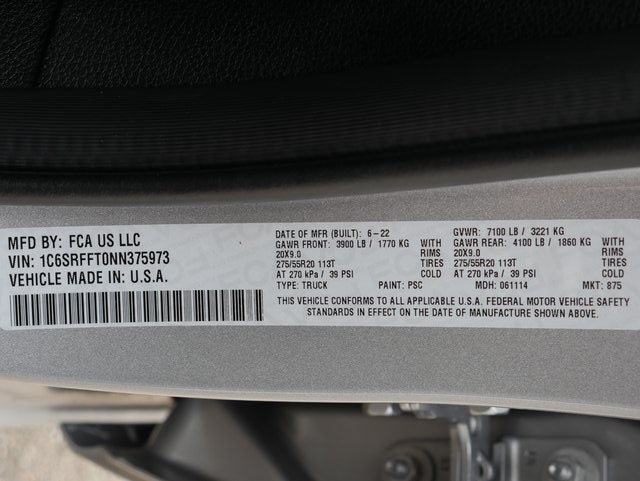 MFD BY: FCA US LLC
VIN: 1C6SRFFT0NN375973
VEHICLE MADE IN: U.S.A.
DATE OF MFR (BUILT): 6-22
GAWR FRONT: 3900 LB / 1770 KG WITH
20X9.0 RIMS
275/55R20 113T TIRES
AT 270 kPa / 39 PSI COLD
GVWR: 7100 LB / 3221 KG
GAWR REAR: 4100 LB / 1860 KG WITH
20X9.0 RIMS
275/55R20 113T TIRES
AT 270 kPa / 39 PSI COLD
TYPE: TRUCK PAINT: PSC MDH: 061114 MKT: 875
THIS VEHICLE CONFORMS TO ALL APPLICABLE U.S.A. FEDERAL MOTOR VEHICLE SAFETY
STANDARDS IN EFFECT ON THE DATE OF MANUFACTURE SHOWN ABOVE.